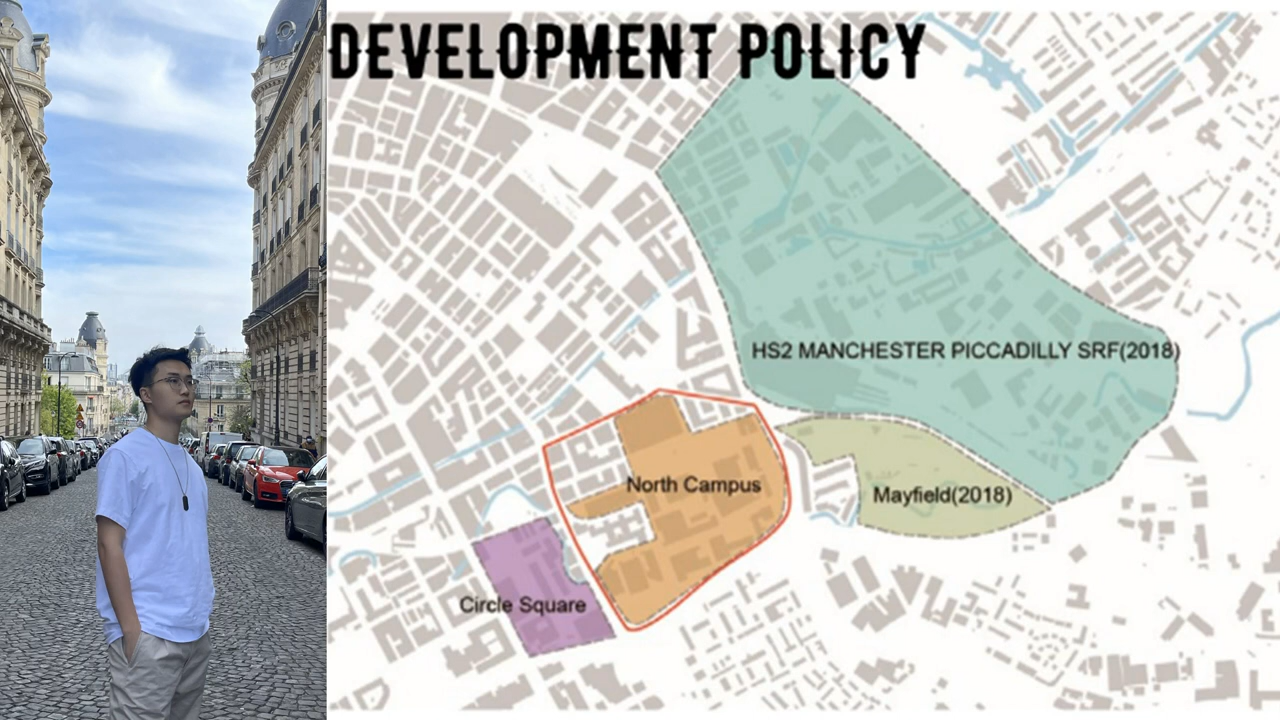 DEVELOPMENT POLICY
HS2 MANCHESTER PICCADILLY SRF(2018)
North Campus
Mayfield(2018)
Circle Square